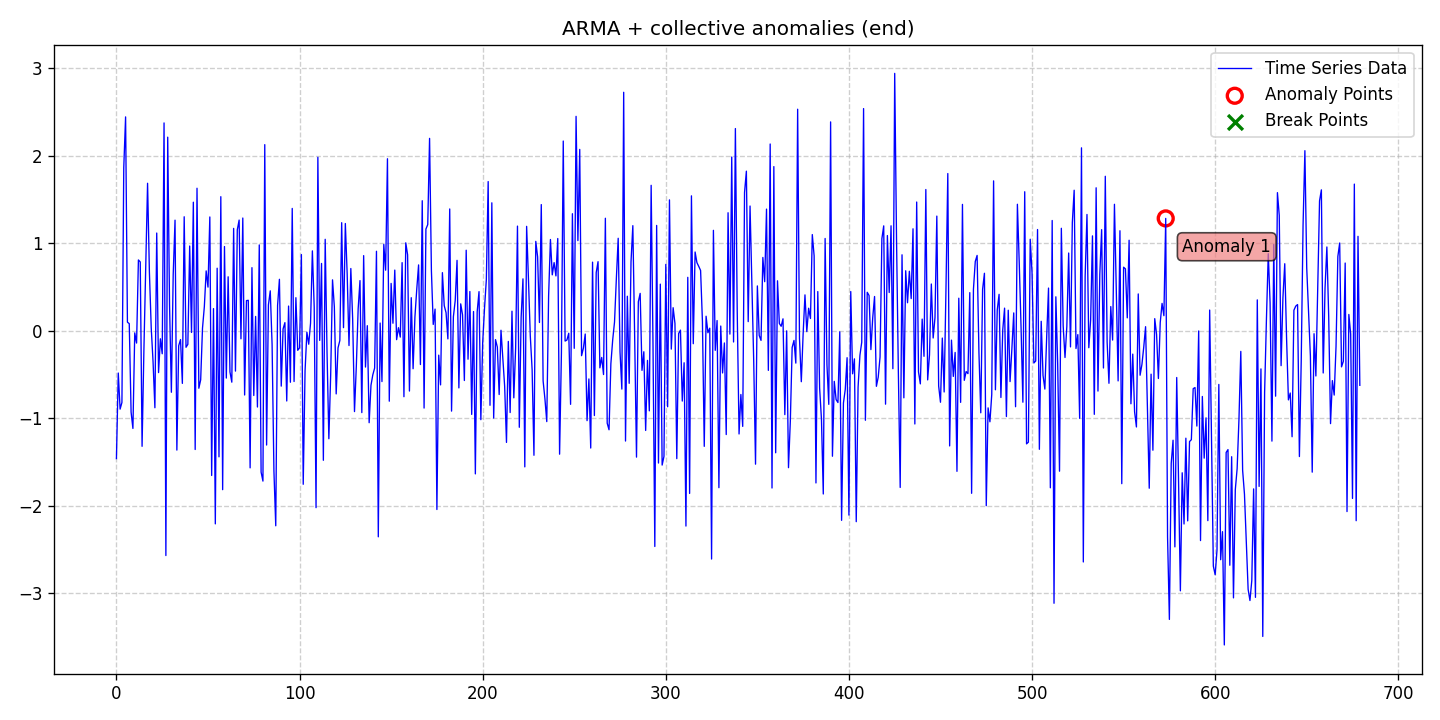 ARMA + collective anomalies (end)
Time Series Data
Anomaly Points
Break Points
Anomaly 1
3
2
1
0
−1
−2
−3
0 100 200 300 400 500 600 700